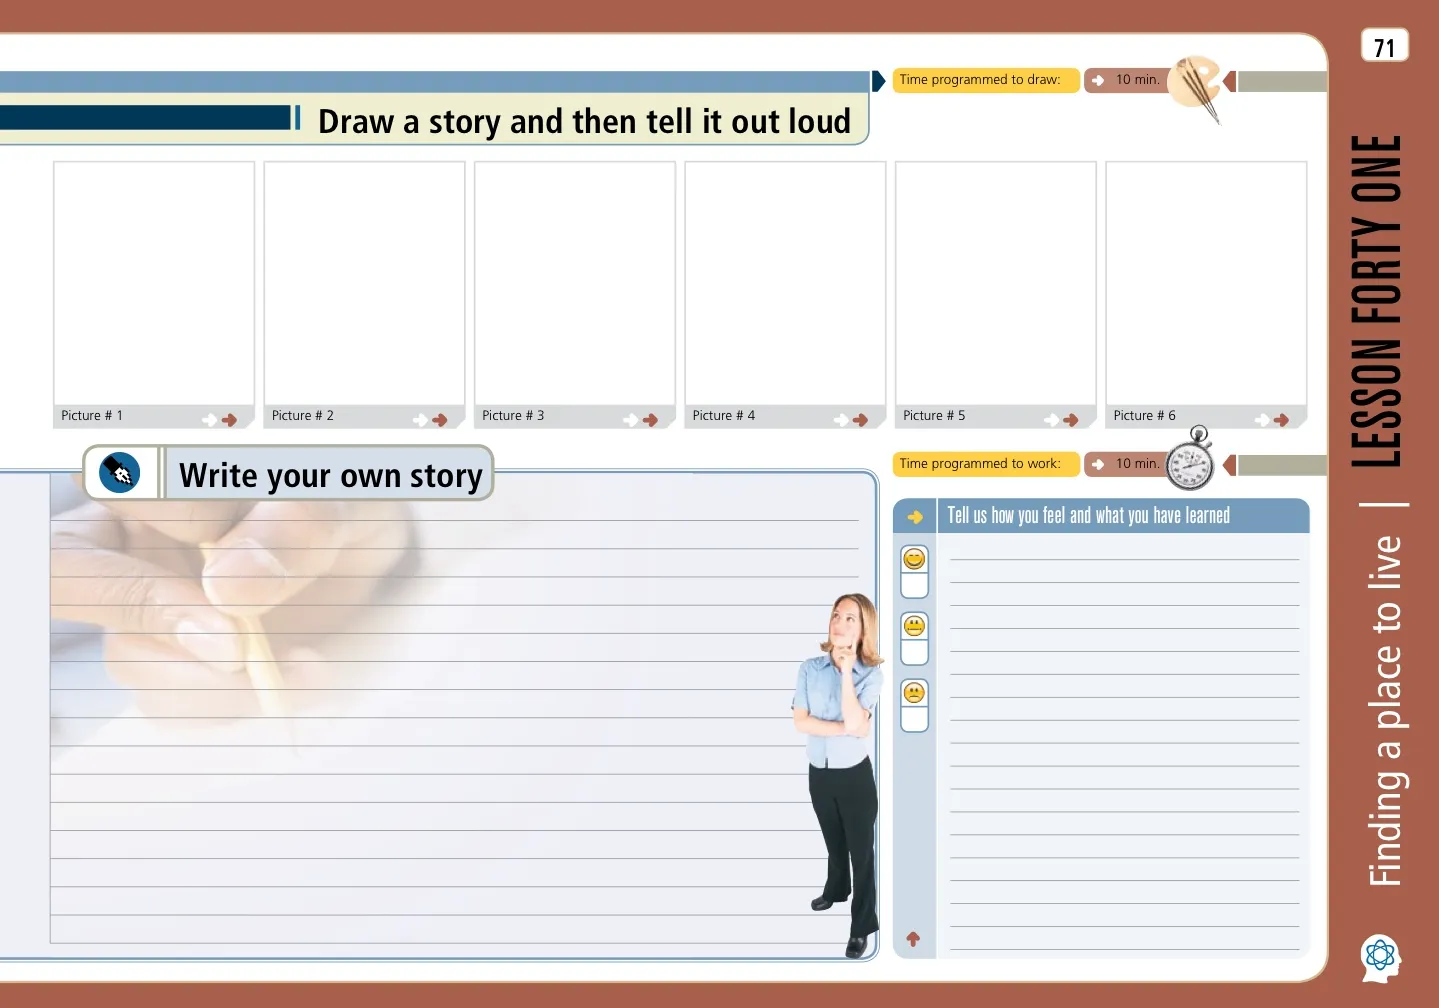 71
Time programmed to draw:
10 min.
Draw a story and then tell it out loud
Picture # 1
Picture # 2
Picture # 3
Picture # 4
Picture # 5
Picture # 6
Write your own story
Time programmed to work:
10 min.
Tell us how you feel and what you have learned
Finding a place to live | LESSON FORTY ONE